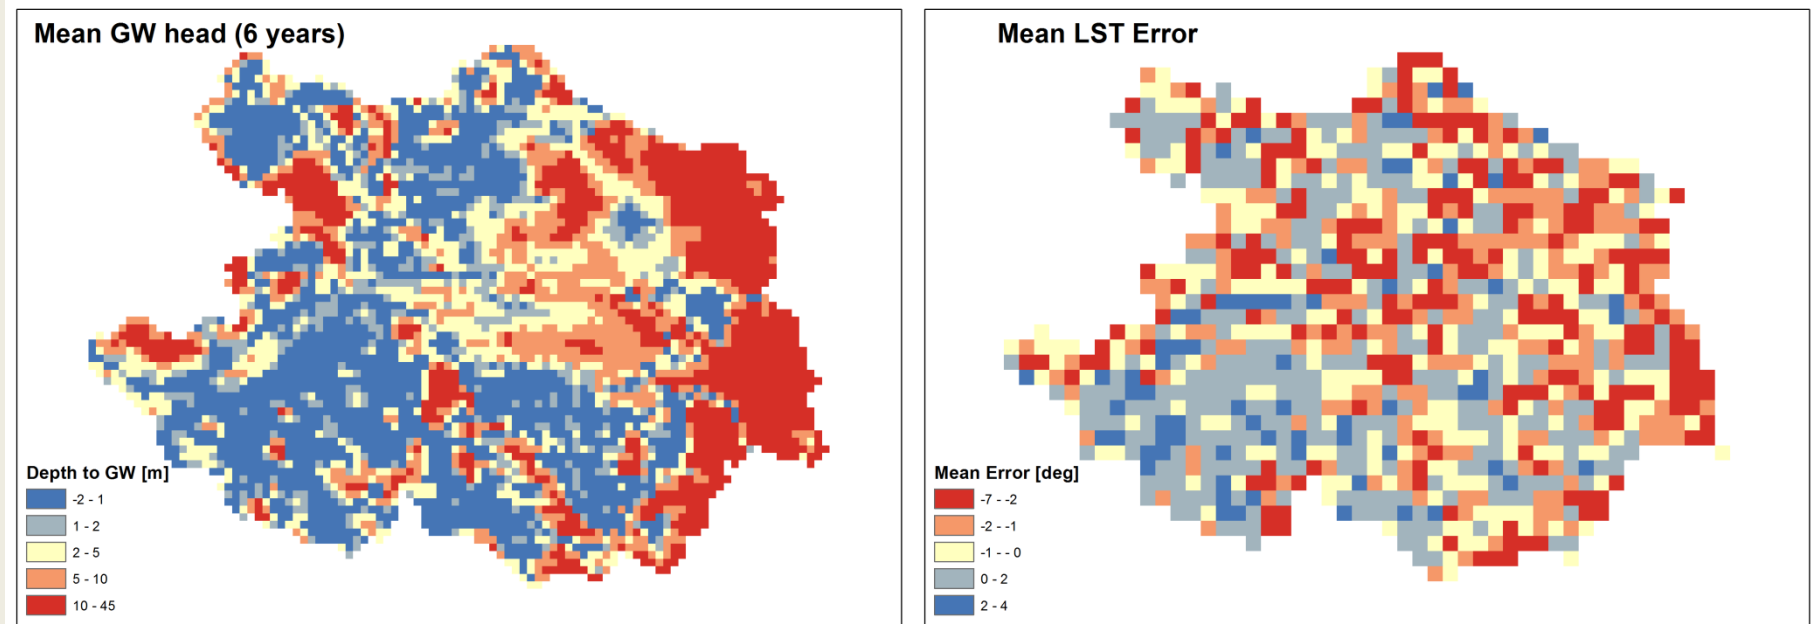 Mean GW head (6 years)
Depth to GW [m]
-2 - 1
1 - 2
2 - 5
5 - 10
10 - 45
Mean LST Error
Mean Error [deg]
-7 - -2
-2 - -1
-1 - - 0
0 - 2
2 - 4